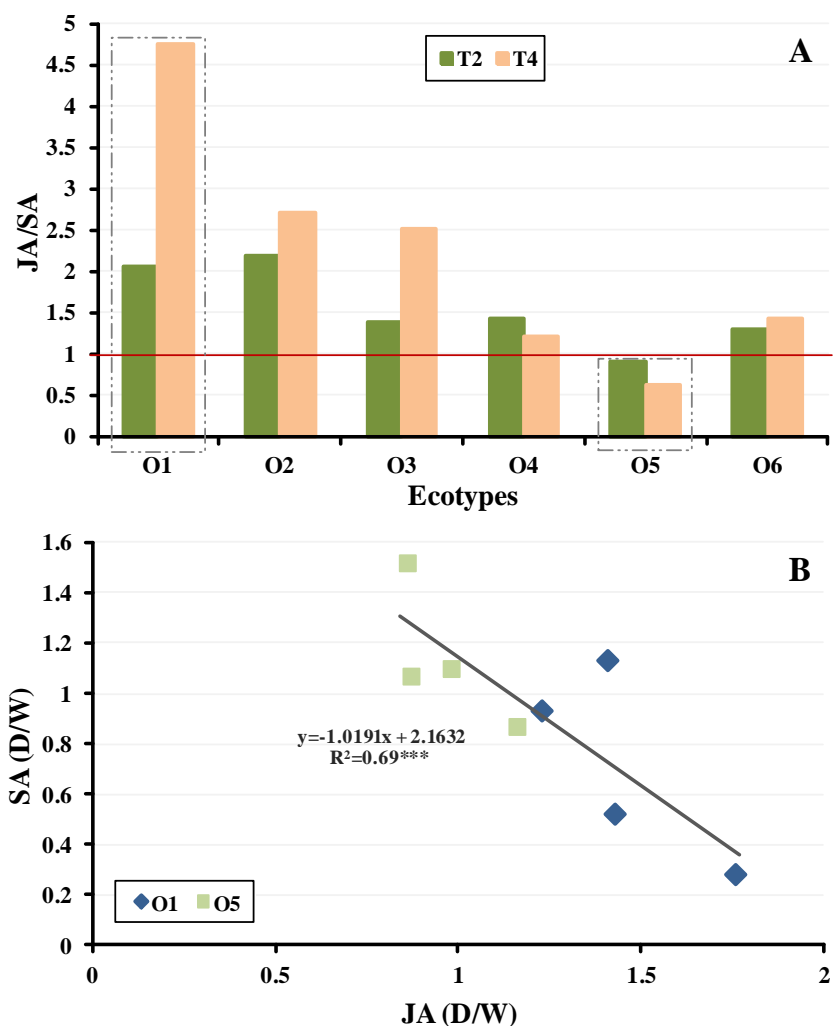 A
T2 T4
5
4.5
4
3.5
3
2.5
2
1.5
1
0.5
0
JA/SA
O1 O2 O3 O4 O5 O6
Ecotypes
B
1.6
1.4
1.2
1
0.8
0.6
0.4
0.2
0
SA (D/W)
y=-1.0191x + 2.1632
R²=0.69***
O1 O5
0 0.5 1 1.5 2
JA (D/W)